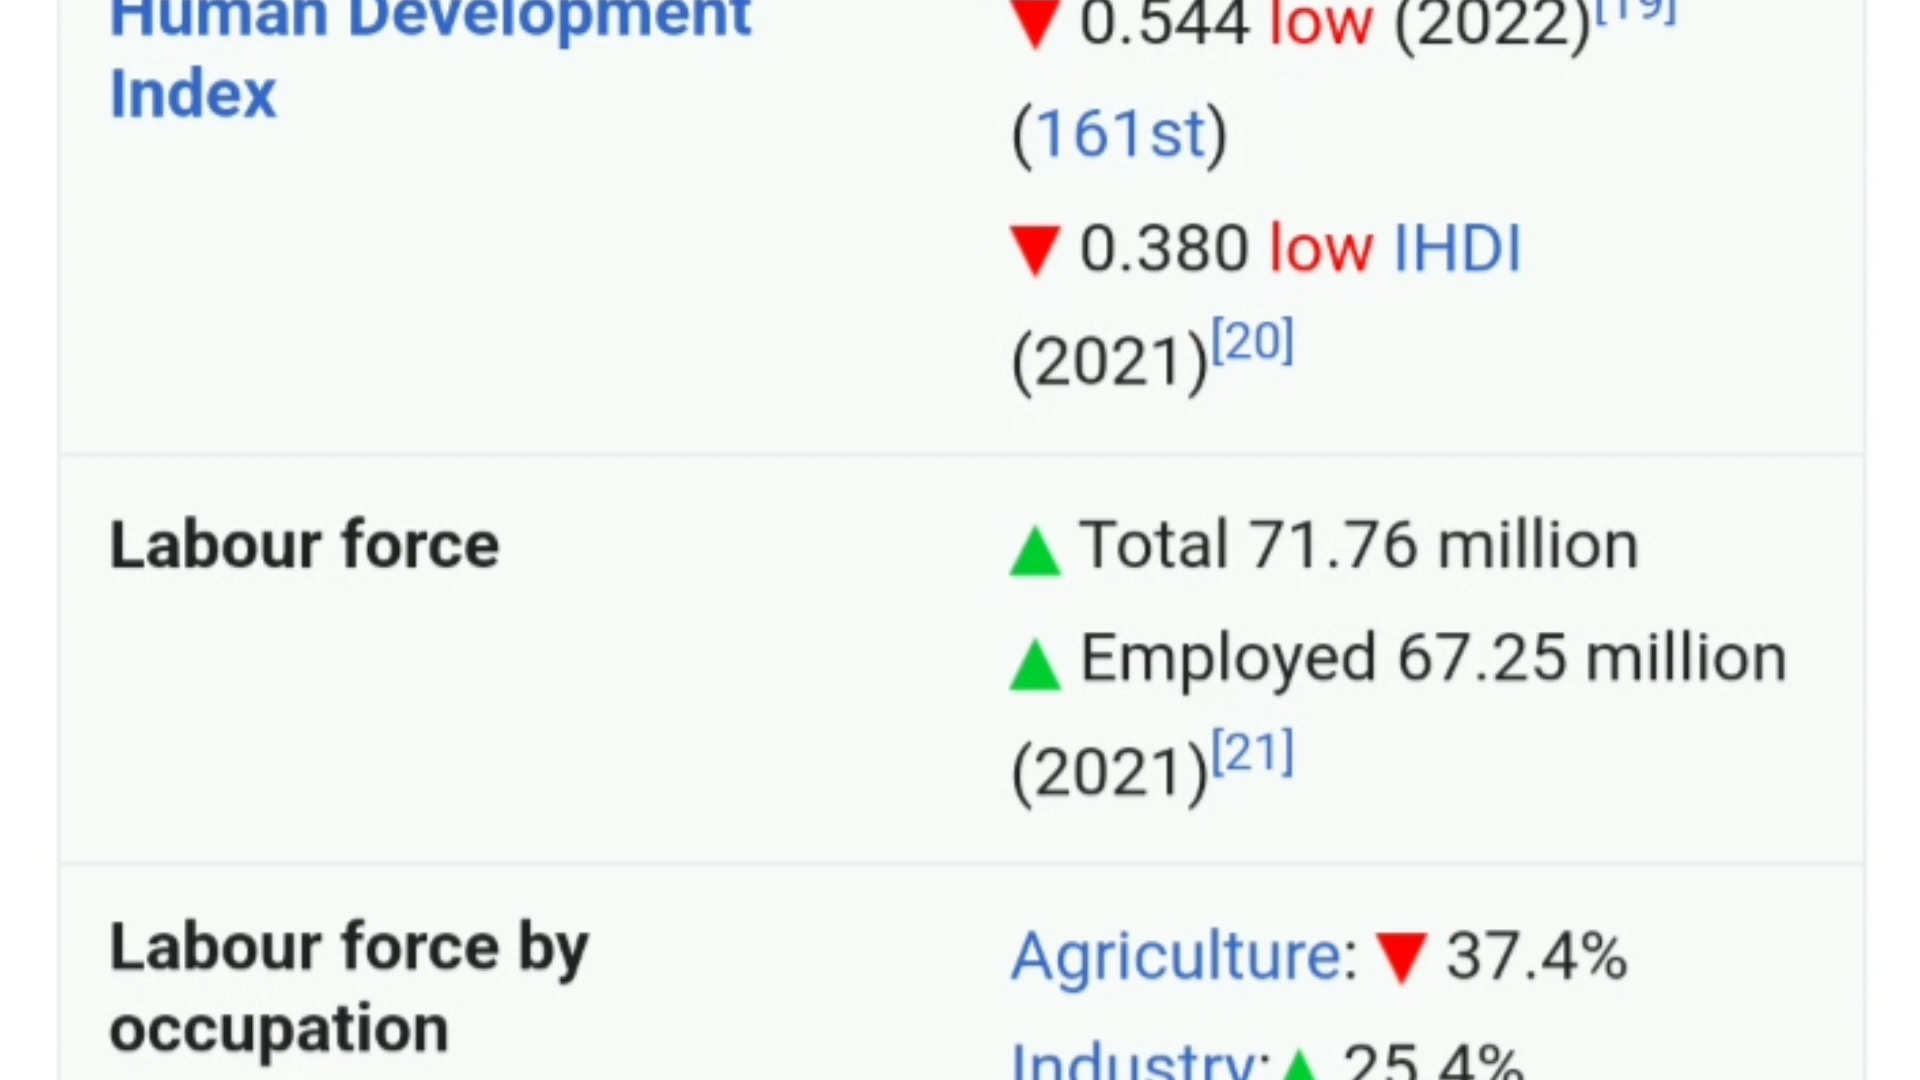 Human Development
Index
▼ 0.544 low (2022)[19]
(161st)
▼ 0.380 low IHDI
(2021)[20]
Labour force
▲ Total 71.76 million
▲ Employed 67.25 million
(2021)[21]
Labour force by
occupation
Agriculture: ▼ 37.4%
Industry:▲ 25.4%